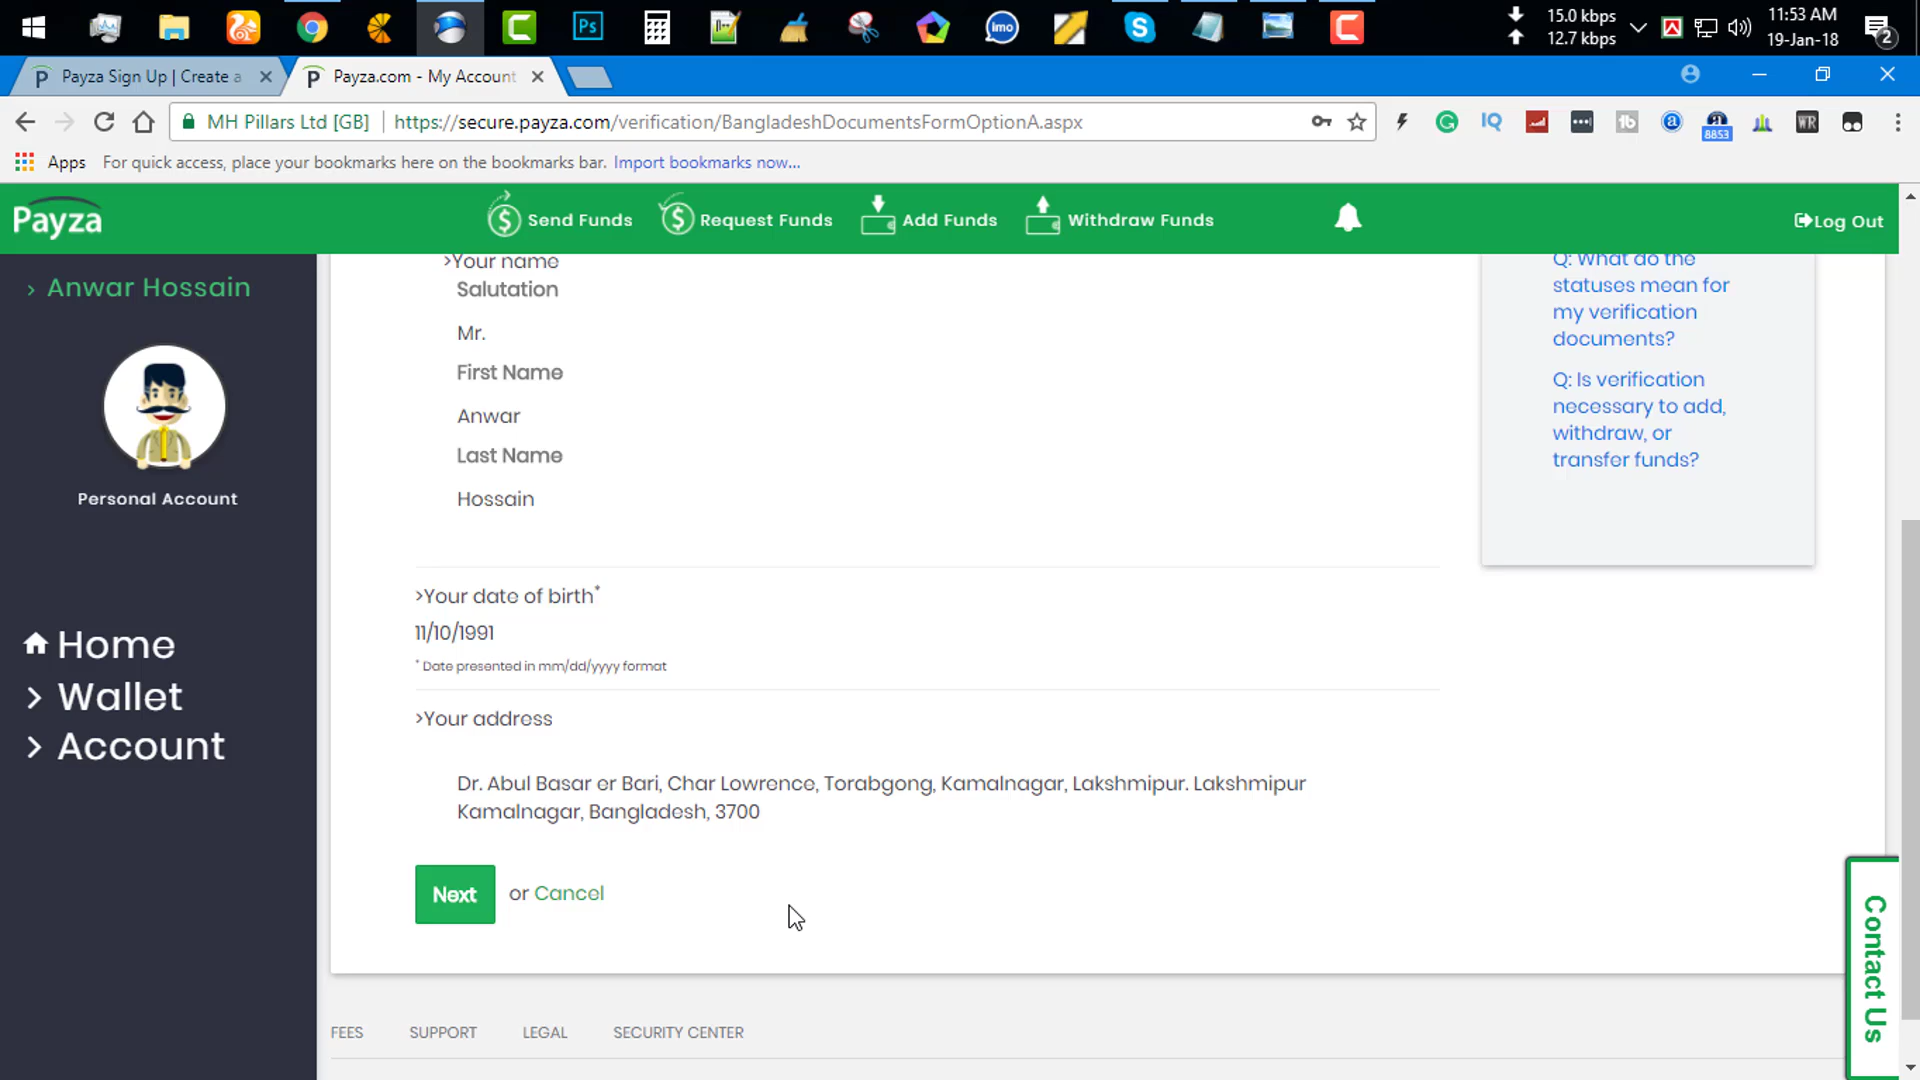 15.0 kbps
12.7 kbps
11:53 AM
19-Jan-18
2
Payza Sign Up | Create a
Payza.com - My Account
MH Pillars Ltd [GB]
https://secure.payza.com/verification/BangladeshDocumentsFormOptionA.aspx
8853
Apps
For quick access, place your bookmarks here on the bookmarks bar. Import bookmarks now...
Payza
Send Funds
Request Funds
Add Funds
Withdraw Funds
Log Out
> Anwar Hossain
Personal Account
Home
> Wallet
> Account
>Your name
Salutation
Mr.
First Name
Anwar
Last Name
Hossain
>Your date of birth*
11/10/1991
* Date presented in mm/dd/yyyy format
>Your address
Dr. Abul Basar er Bari, Char Lowrence, Torabgong, Kamalnagar, Lakshmipur. Lakshmipur
Kamalnagar, Bangladesh, 3700
Next or Cancel
Q: What do the
statuses mean for
my verification
documents?
Q: Is verification
necessary to add,
withdraw, or
transfer funds?
Contact Us
FEES
SUPPORT
LEGAL
SECURITY CENTER